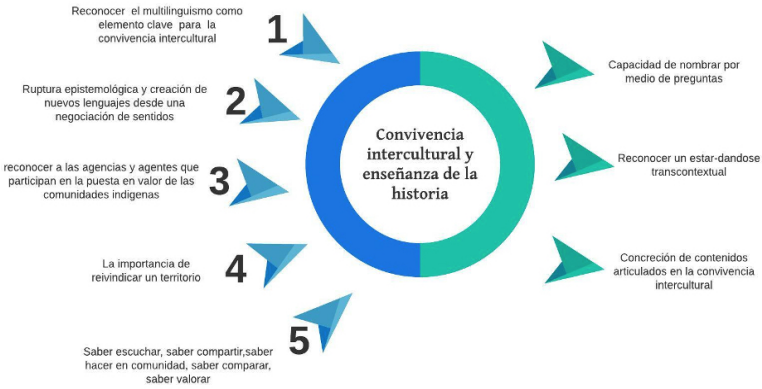 Reconocer el multilinguismo como
elemento clave para la
convivencia intercultural
1
Ruptura epistemológica y creación de
nuevos lenguajes desde una
negociación de sentidos
2
reconocer a las agencias y agentes que
participan en la puesta en valor de las
comunidades indigenas
3
La importancia de
reivindicar un territorio
4
Saber escuchar, saber compartir,saber
hacer en comunidad, saber comparar,
saber valorar
5
Convivencia
intercultural y
enseñanza de la
historia
Capacidad de nombrar por
medio de preguntas
Reconocer un estar-dandose
transcontextual
Concreción de contenidos
articulados en la convivencia
intercultural